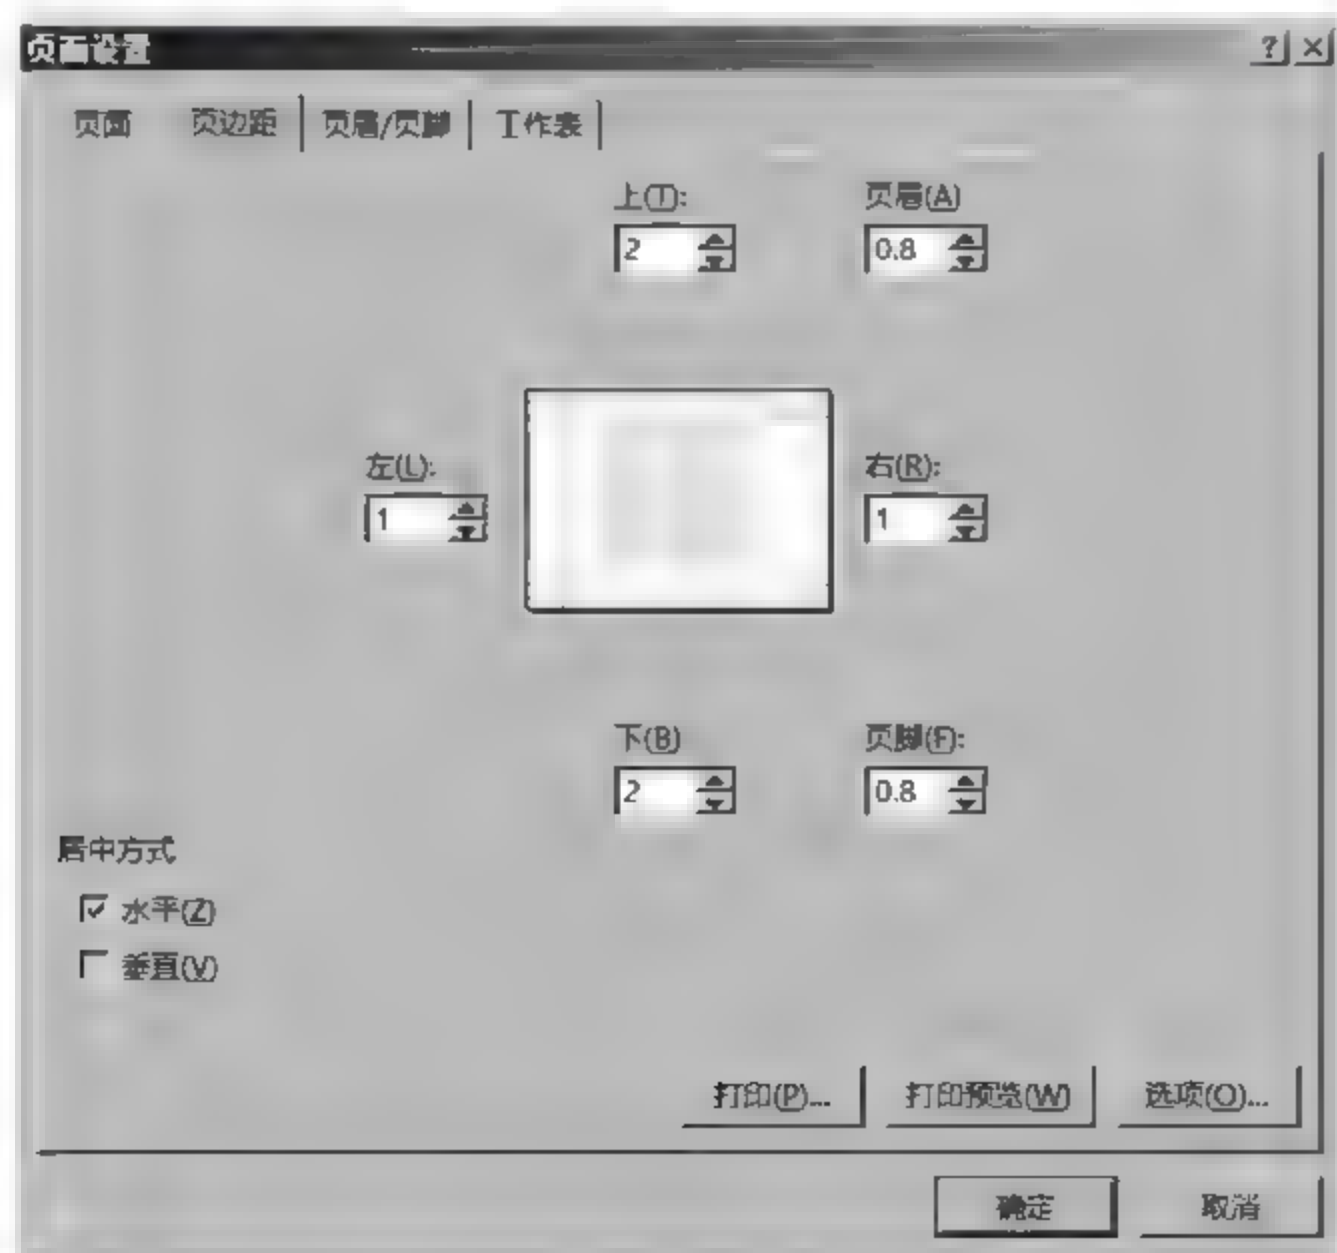 页面设置
页面 页边距 页眉/页脚 工作表
上(T): 页眉(A)
2 0.8
左(L): 右(R):
1 1
下(B) 页脚(F):
2 0.8
居中方式
水平(Z)
垂直(V)
打印(P)... 打印预览(W) 选项(O)...
确定 取消